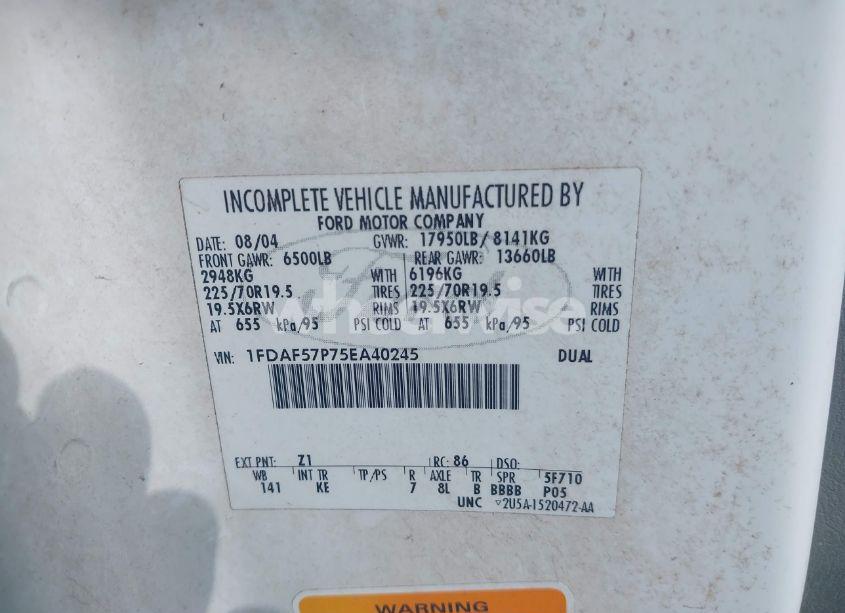 INCOMPLETE VEHICLE MANUFACTURED BY
FORD MOTOR COMPANY
DATE: 08/04 GVWR: 17950LB/ 8141KG
FRONT GAWR: 6500LB REAR GAWR: 13660LB
2948KG WITH 6196KG WITH
225/70R19.5 TIRES 225/70R19.5 TIRES
19.5X6RW RIMS 19.5X6RW RIMS
AT 655 kPa/95 PSI COLD AT 655 kPa/95 PSI COLD
VIN: 1FDAF57P75EA40245 DUAL
EXT PNT: Z1 RC: 86 DSO:
WB INT TR TP/PS R AXLE TR SPR 5F710
141 KE 7 8L B BBBB P05
UNC 2U5A-1520472-AA
WARNING